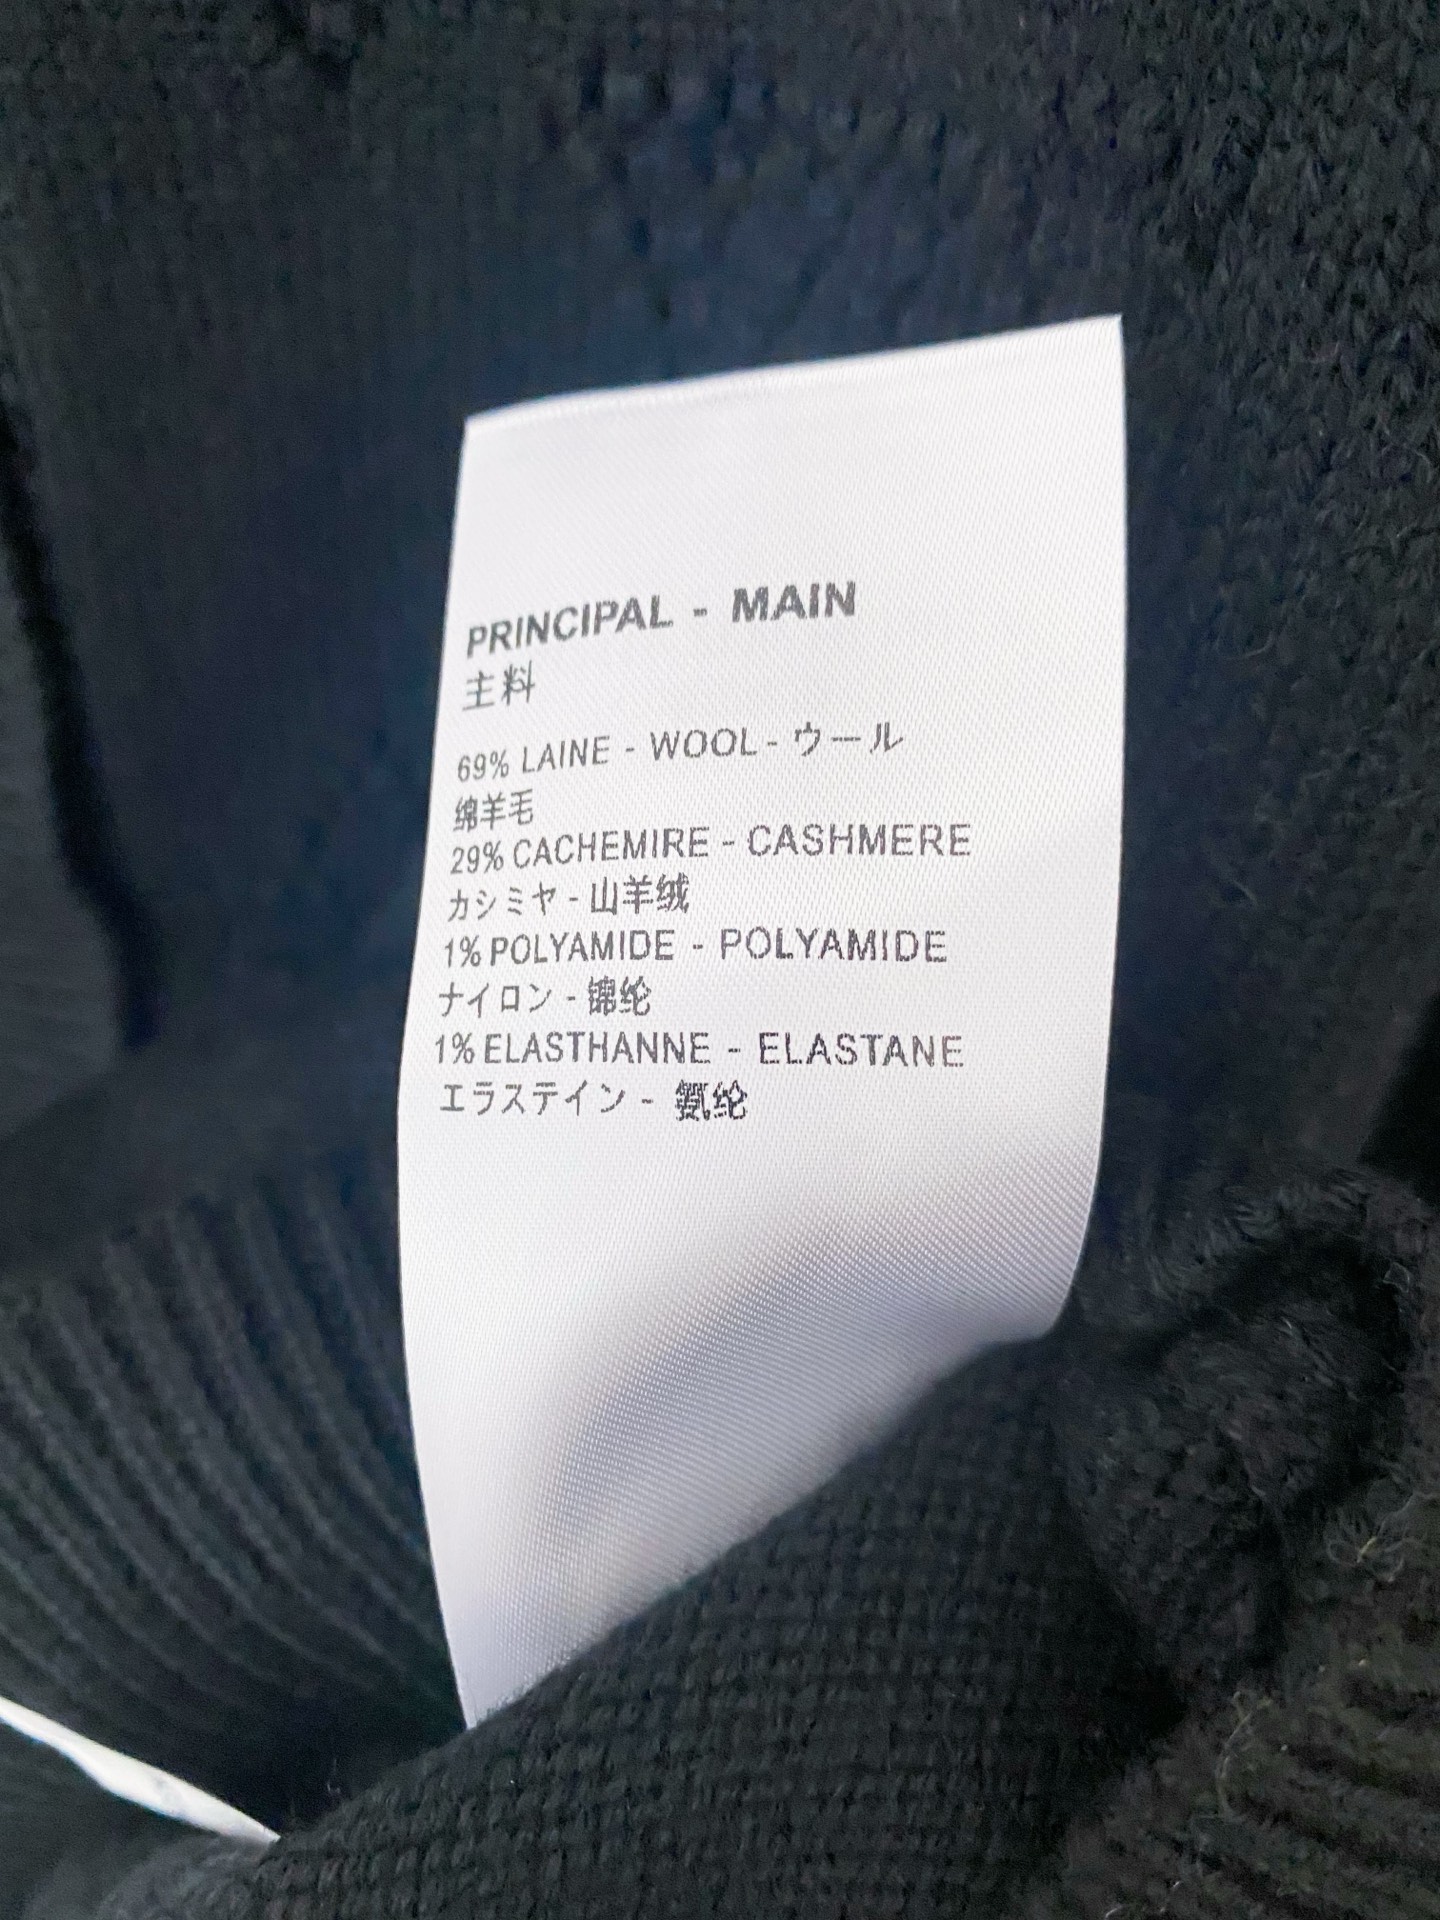 PRINCIPAL - MAIN
主料
69% LAINE - WOOL - ウール
绵羊毛
29% CACHEMIRE - CASHMERE
カシミヤ - 山羊绒
1% POLYAMIDE - POLYAMIDE
ナイロン - 锦纶
1% ELASTHANNE - ELASTANE
エラステイン - 氨纶